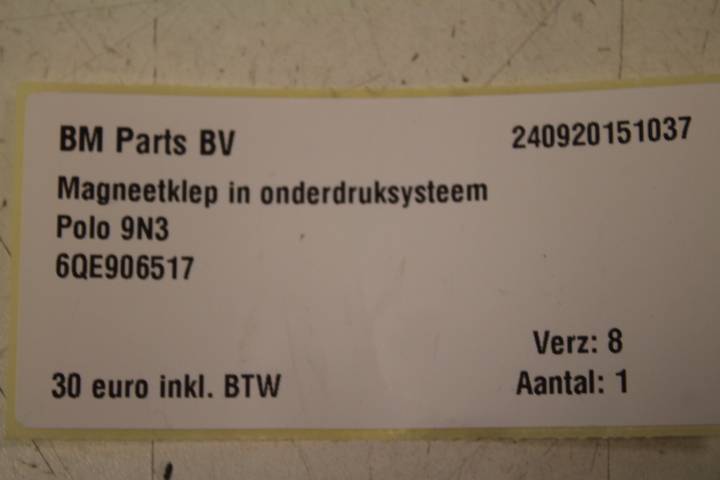 BM Parts BV
240920151037
Magneetklep in onderdruksysteem
Polo 9N3
6QE906517
Verz: 8
30 euro inkl. BTW
Aantal: 1